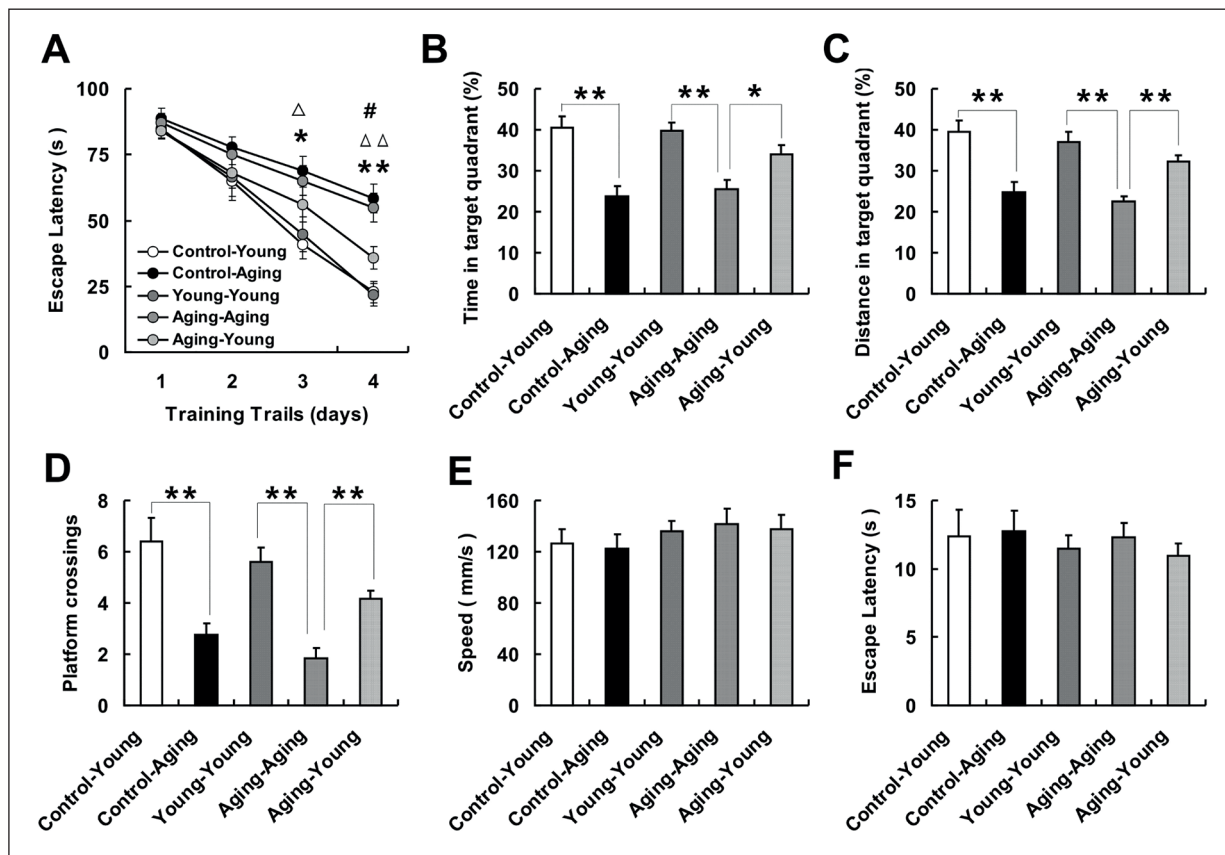 A
Escape Latency (s )
100
75
50
25
0
△
*
#
△ △
**
Control-Young
Control-Aging
Young-Young
Aging-Aging
Aging-Young
1 2 3 4
Training Trails (days)
B
Time in target quadrant (%)
50
40
30
20
10
0
** ** *
Control-Young
Control-Aging
Young-Young
Aging-Aging
Aging-Young
C
Distance in target quadrant (%)
50
40
30
20
10
0
** ** **
Control-Young
Control-Aging
Young-Young
Aging-Aging
Aging-Young
D
Platform crossings
8
6
4
2
0
** ** **
Control-Young
Control-Aging
Young-Young
Aging-Aging
Aging-Young
E
Speed ( mm/s )
160
120
80
40
0
Control-Young
Control-Aging
Young-Young
Aging-Aging
Aging-Young
F
Escape Latency (s )
15
10
5
0
Control-Young
Control-Aging
Young-Young
Aging-Aging
Aging-Young